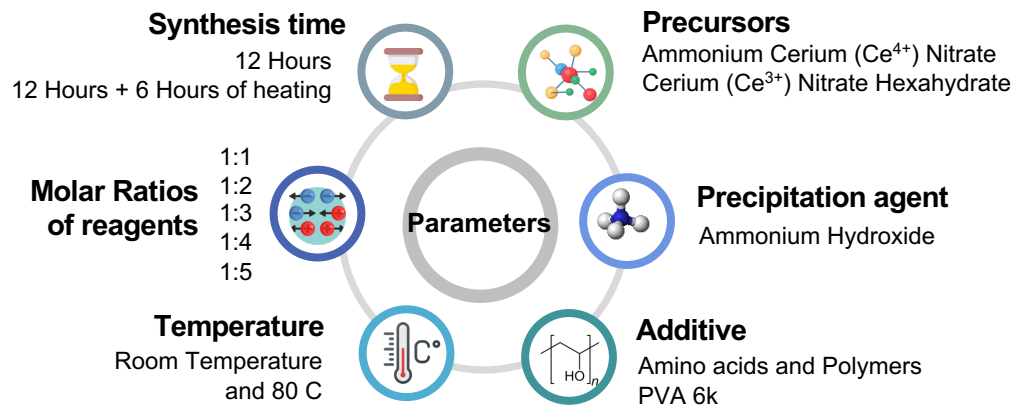 Synthesis time
12 Hours
12 Hours + 6 Hours of heating
Precursors
Ammonium Cerium (Ce⁴⁺) Nitrate
Cerium (Ce³⁺) Nitrate Hexahydrate
Molar Ratios
of reagents
1:1
1:2
1:3
1:4
1:5
Parameters
Precipitation agent
Ammonium Hydroxide
Temperature
Room Temperature
and 80 C
C°
Additive
Amino acids and Polymers
PVA 6k
HO
n